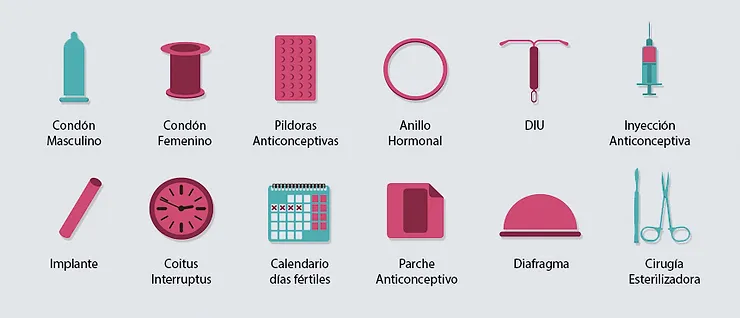 Condón
Masculino
Condón
Femenino
Pildoras
Anticonceptivas
Anillo
Hormonal
DIU
Inyección
Anticonceptiva
Implante
Coitus
Interruptus
Calendario
días fértiles
Parche
Anticonceptivo
Diafragma
Cirugía
Esterilizadora